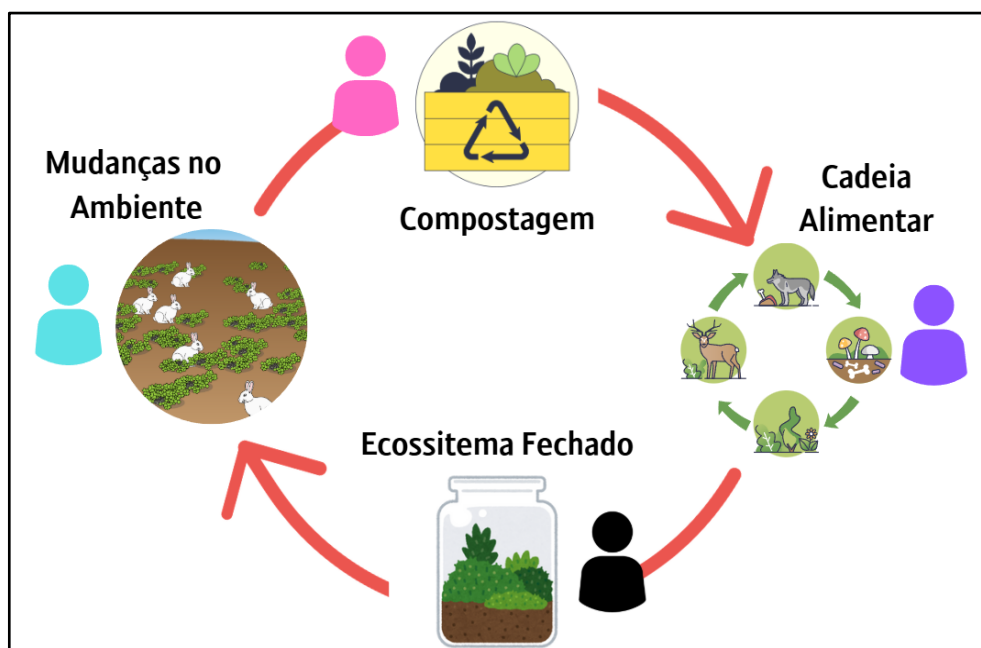 Mudanças no
Ambiente
Compostagem
Cadeia
Alimentar
Ecossitema Fechado